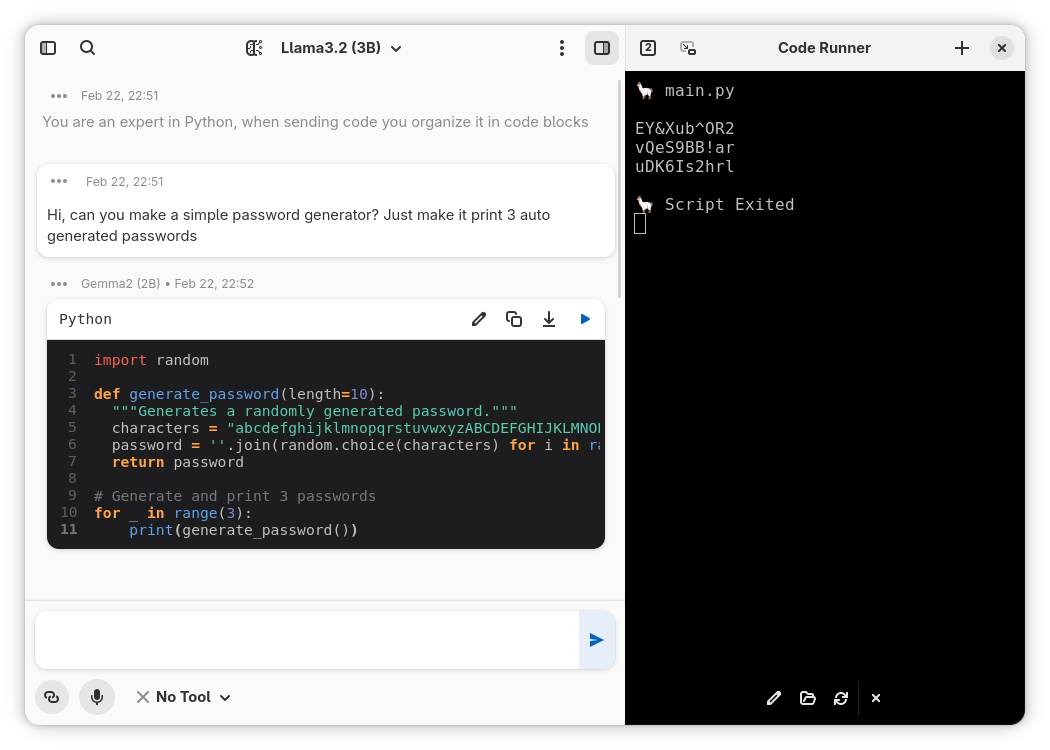 Llama3.2 (3B)
Feb 22, 22:51
You are an expert in Python, when sending code you organize it in code blocks
Feb 22, 22:51
Hi, can you make a simple password generator? Just make it print 3 auto
generated passwords
Gemma2 (2B) • Feb 22, 22:52
Python
1 import random
2
3 def generate_password(length=10):
4   """Generates a randomly generated password."""
5   characters = "abcdefghijklmnopqrstuvwxyzABCDEFGHIJKLMNO
6   password = ''.join(random.choice(characters) for i in ra
7   return password
8
9 # Generate and print 3 passwords
10 for _ in range(3):
11     print(generate_password())
No Tool
2
Code Runner
main.py
EY&Xub^OR2
vQeS9BB!ar
uDK6Is2hrl
Script Exited